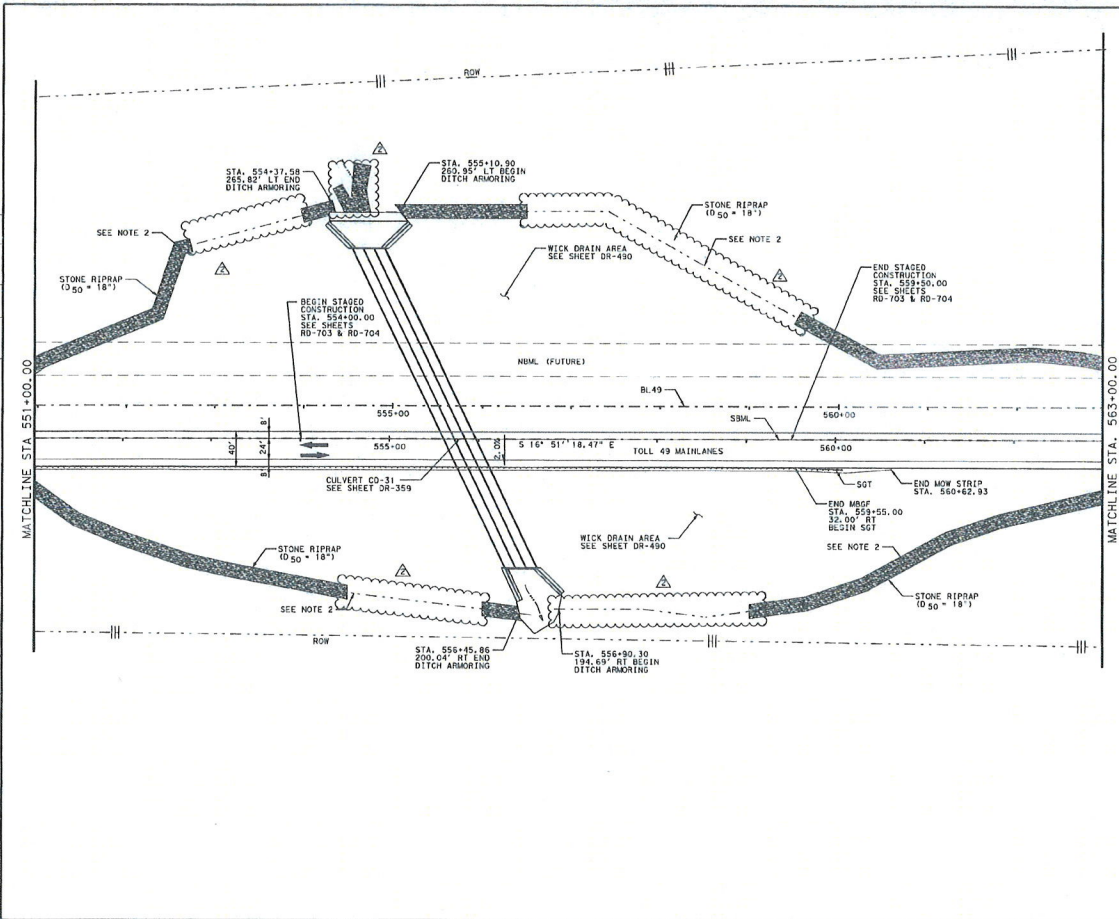 ROW
STA. 554+37.58
265.82' LT END
DITCH ARMORING
2
STA. 555+10.90
260.95' LT BEGIN
DITCH ARMORING
STONE RIPRAP
(D50 = 18")
SEE NOTE 2
2
SEE NOTE 2
WICK DRAIN AREA
SEE SHEET DR-490
2
STONE RIPRAP
(D50 = 18")
END STAGED
CONSTRUCTION
STA. 559+50.00
SEE SHEETS
RD-703 & RD-704
BEGIN STAGED
CONSTRUCTION
STA. 554+00.00
SEE SHEETS
RD-703 & RD-704
NBML (FUTURE)
MATCHLINE STA 551+00.00
MATCHLINE STA. 563+00.00
BL49
555+00
560+00
SBML
8'
40'
24'
8'
555+00
2.0%
S 16° 51' 18.47" E
TOLL 49 MAINLANES
560+00
CULVERT CD-31
SEE SHEET DR-359
SGT
END MOW STRIP
STA. 560+62.93
END MBGF
STA. 559+55.00
32.00' RT
BEGIN SGT
WICK DRAIN AREA
SEE SHEET DR-490
SEE NOTE 2
STONE RIPRAP
(D50 = 18")
2
2
STONE RIPRAP
(D50 = 18")
SEE NOTE 2
ROW
STA. 556+45.86
200.04' RT END
DITCH ARMORING
STA. 556+90.30
194.69' RT BEGIN
DITCH ARMORING